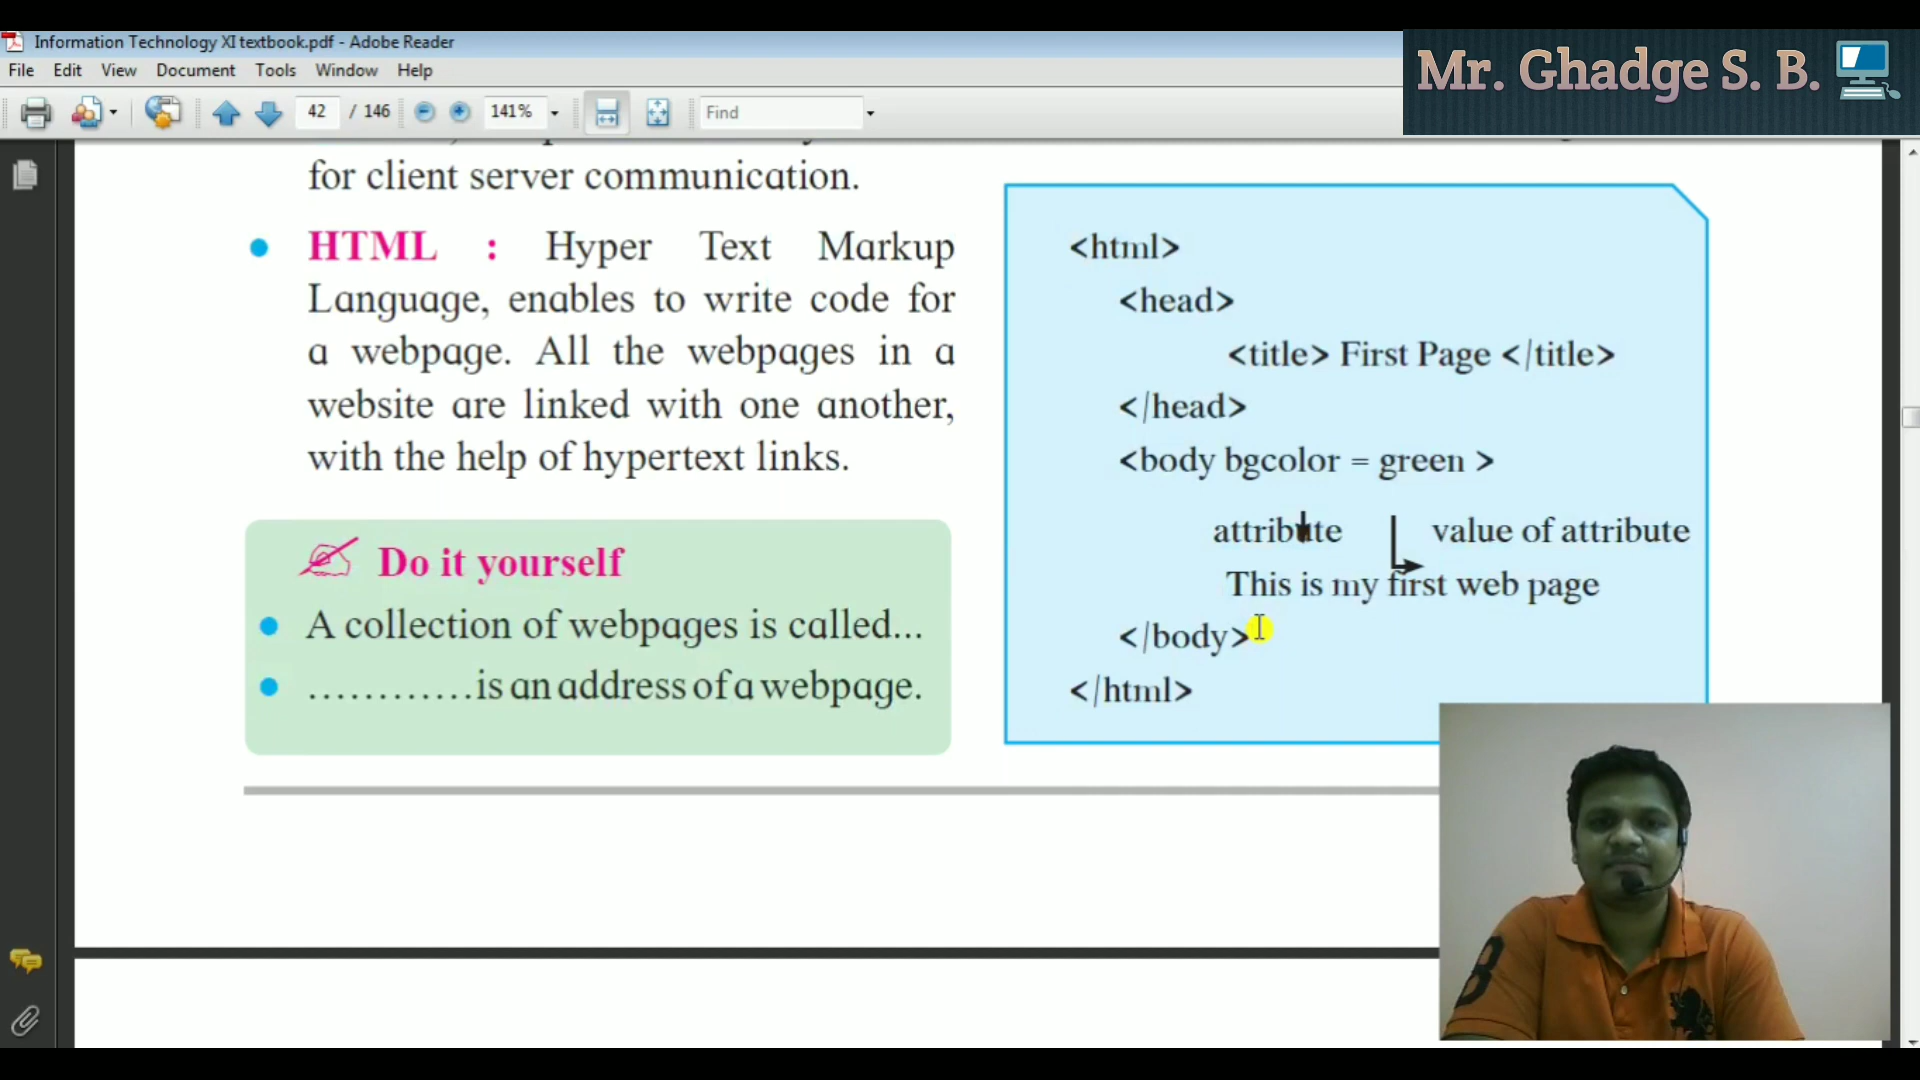 Information Technology XI textbook.pdf - Adobe Reader
File Edit View Document Tools Window Help
Mr. Ghadge S. B.
42 / 146 141% Find
for client server communication.
HTML : Hyper Text Markup
Language, enables to write code for
a webpage. All the webpages in a
website are linked with one another,
with the help of hypertext links.
Do it yourself
A collection of webpages is called...
............is an address of a webpage.
<html>
<head>
<title> First Page </title>
</head>
<body bgcolor = green >
attribute value of attribute
This is my first web page
</body>
</html>